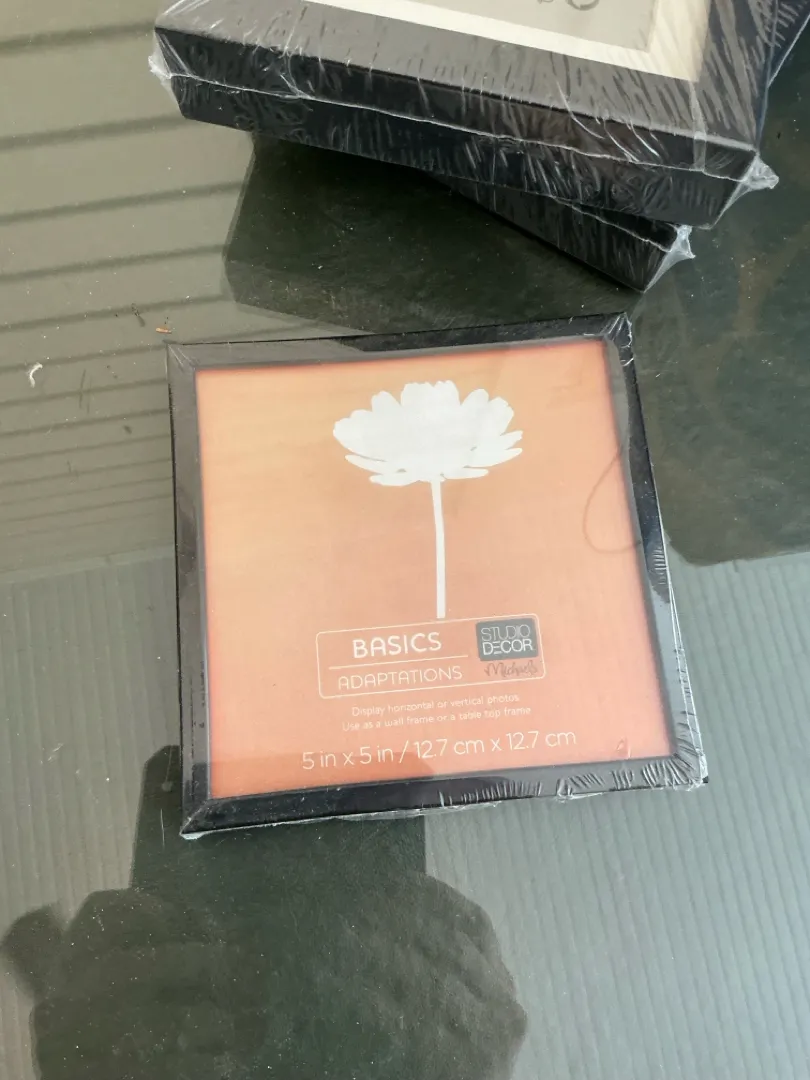 BASICS
ADAPTATIONS
STUDIO
DECOR
Michaels
Display horizontal or vertical photos
Use as a wall frame or a table top frame
5 in x 5 in / 12.7 cm x 12.7 cm